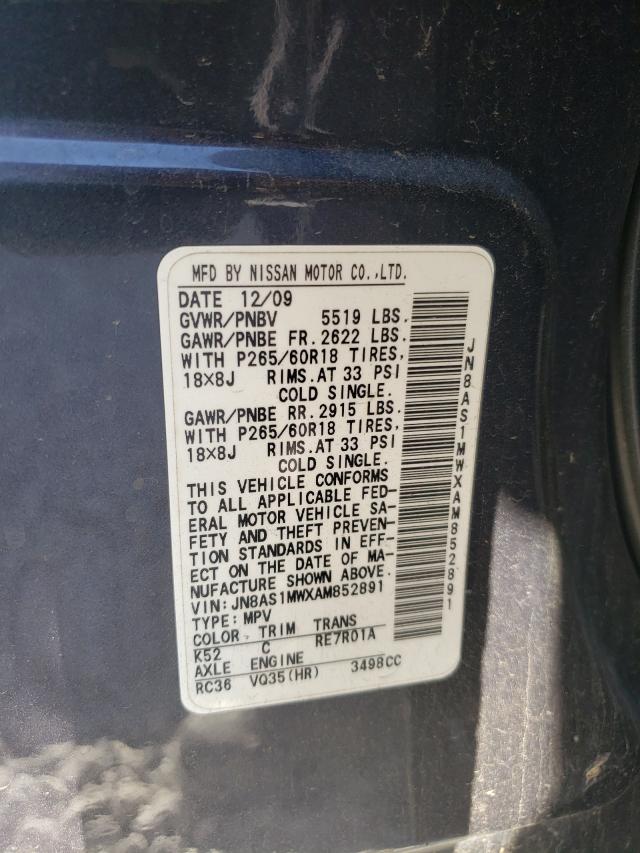 MFD BY NISSAN MOTOR CO.,LTD.
DATE 12/09
GVWR/PNBV 5519 LBS.
GAWR/PNBE FR.2622 LBS.
WITH P265/60R18 TIRES,
18×8J RIMS.AT 33 PSI
COLD SINGLE.
GAWR/PNBE RR.2915 LBS.
WITH P265/60R18 TIRES,
18×8J RIMS.AT 33 PSI
COLD SINGLE.
THIS VEHICLE CONFORMS
TO ALL APPLICABLE FED-
ERAL MOTOR VEHICLE SA-
FETY AND THEFT PREVEN-
TION STANDARDS IN EFF-
ECT ON THE DATE OF MA-
NUFACTURE SHOWN ABOVE.
VIN:JN8AS1MWXAM852891
TYPE:MPV
COLOR TRIM TRANS
K52 C RE7R01A
AXLE ENGINE
RC36 VQ35(HR) 3498CC
JN8AS1MWXAM852891